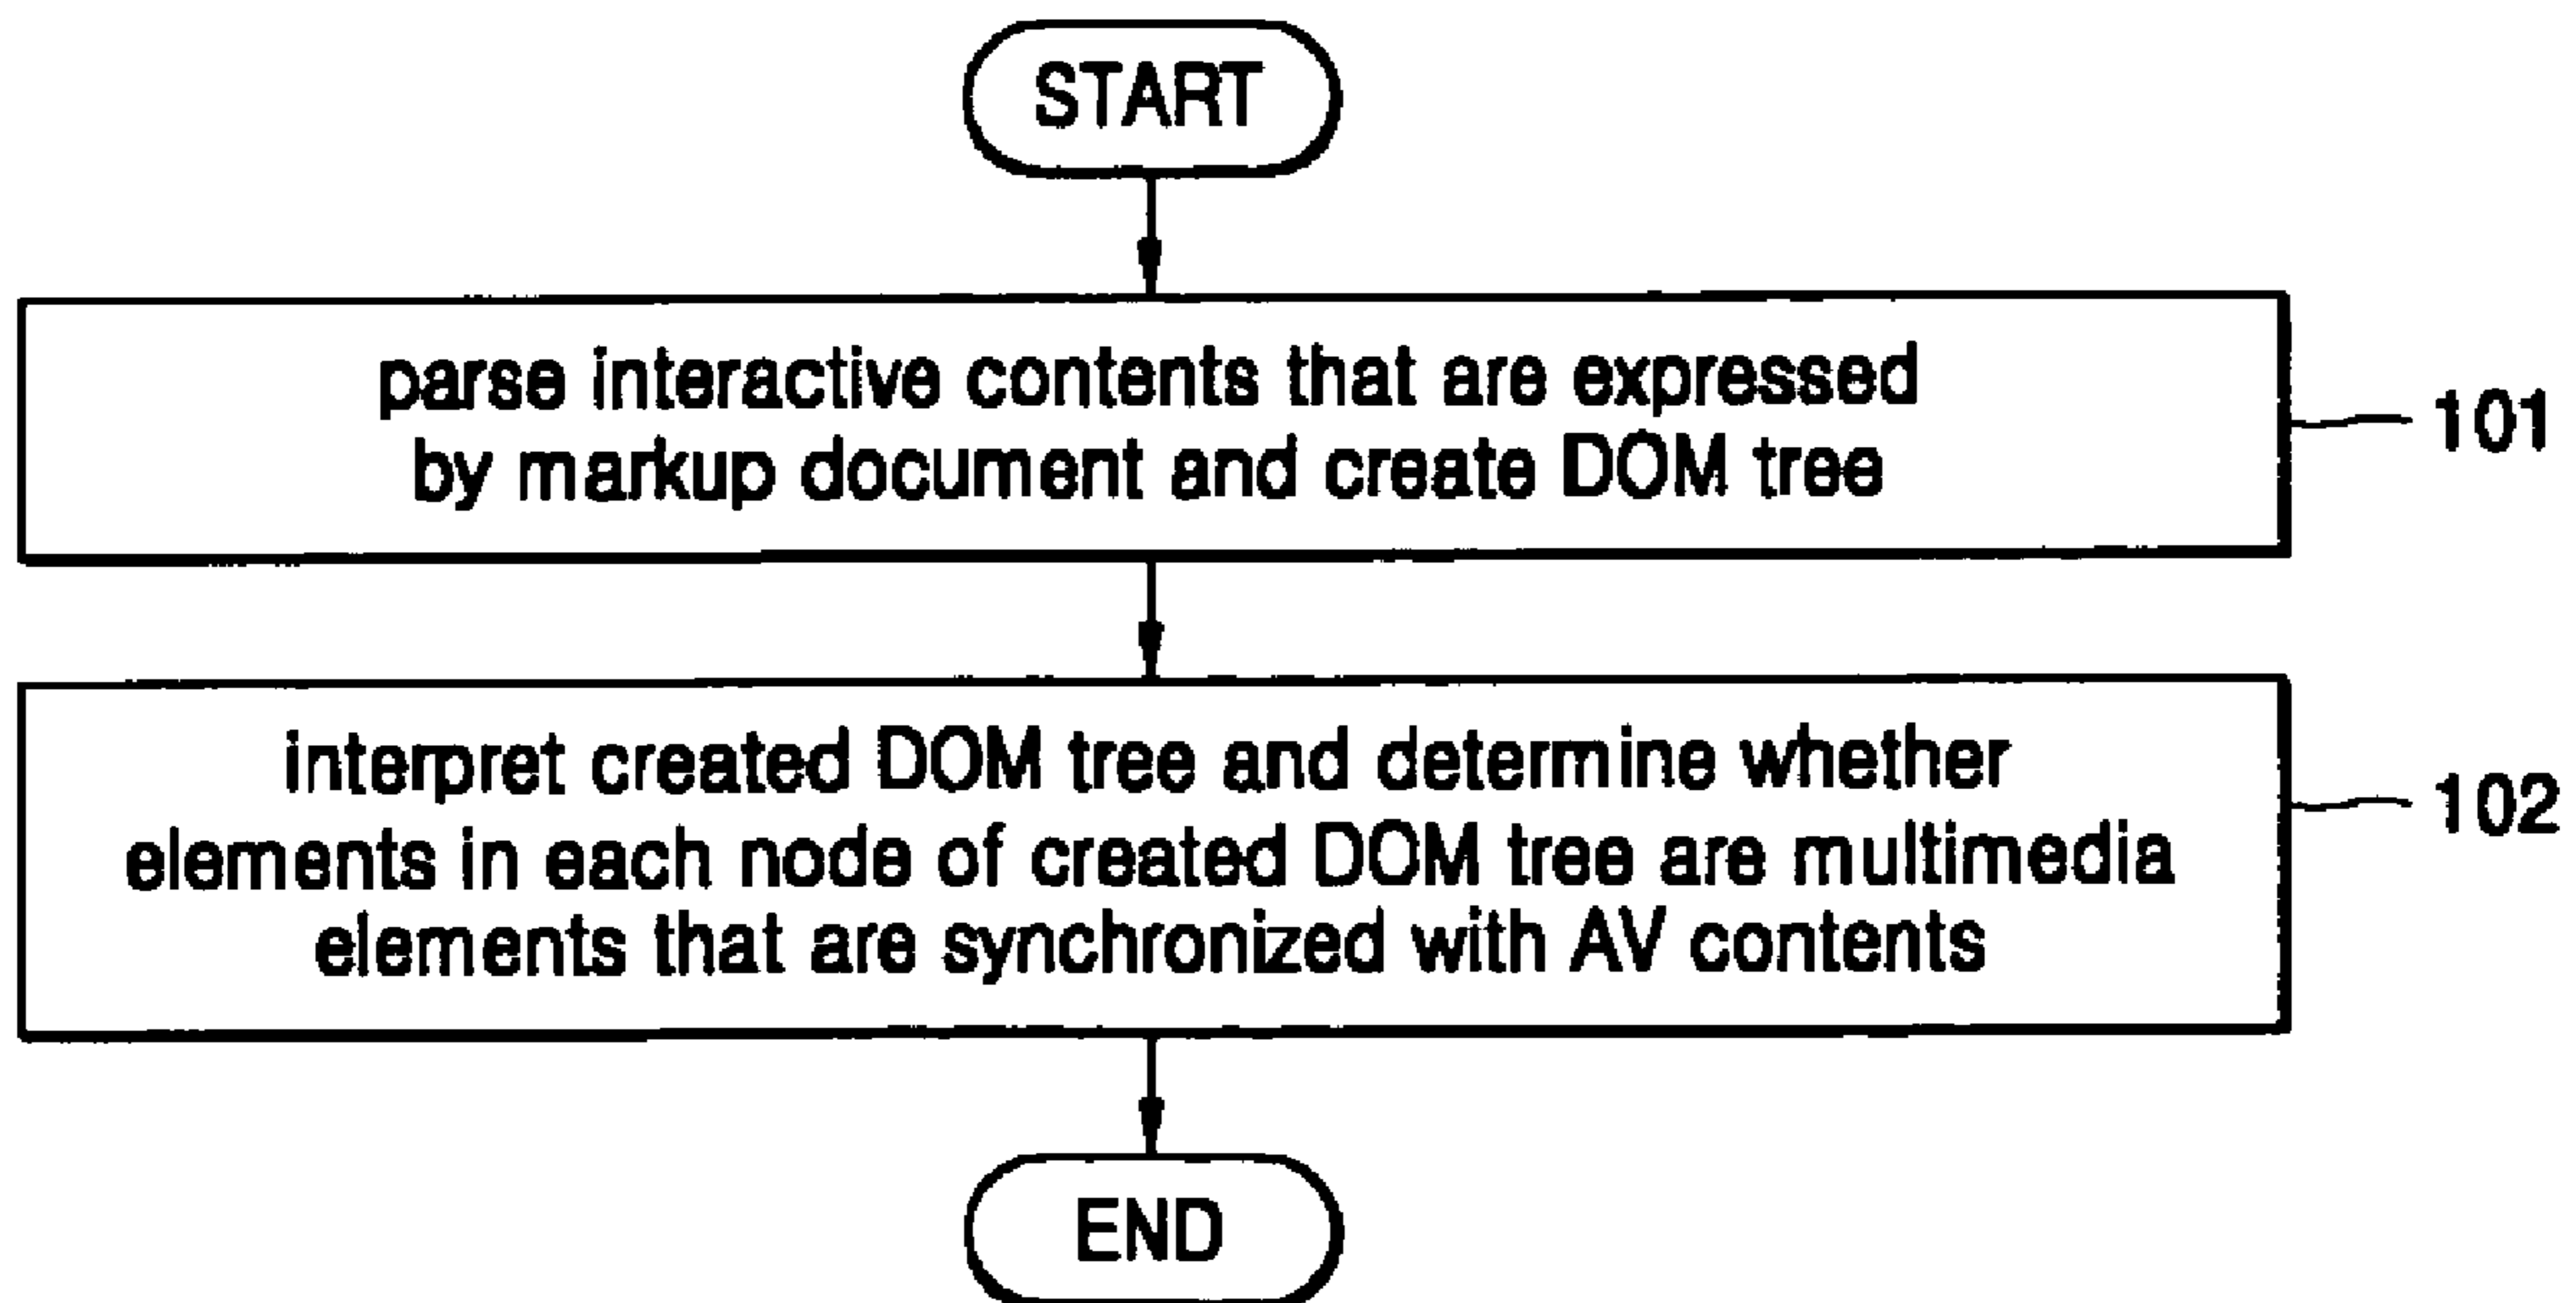 START
parse interactive contents that are expressed
by markup document and create DOM tree
101
interpret created DOM tree and determine whether
elements in each node of created DOM tree are multimedia
elements that are synchronized with AV contents
102
END